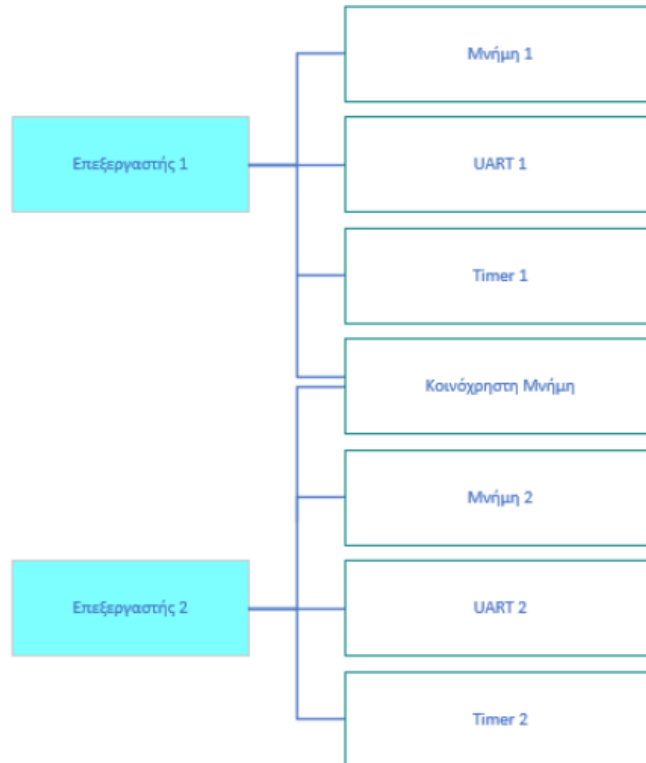 Μνήμη 1
Επεξεργαστής 1
UART 1
Timer 1
Κοινόχρηστη Μνήμη
Μνήμη 2
Επεξεργαστής 2
UART 2
Timer 2